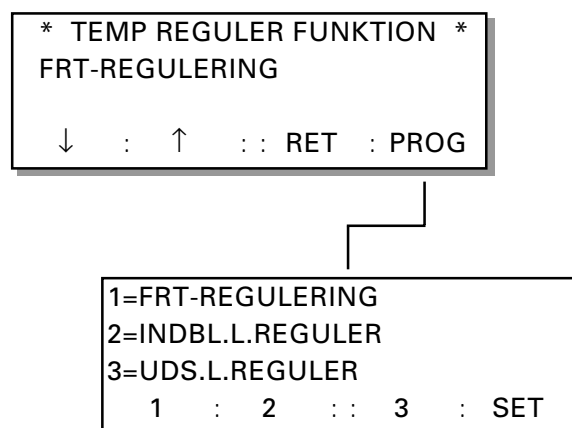 * TEMP REGULER FUNKTION *
FRT-REGULERING
↓ : ↑ : : RET : PROG
1=FRT-REGULERING
2=INDBL.L.REGULER
3=UDS.L.REGULER
1 : 2 : : 3 : SET